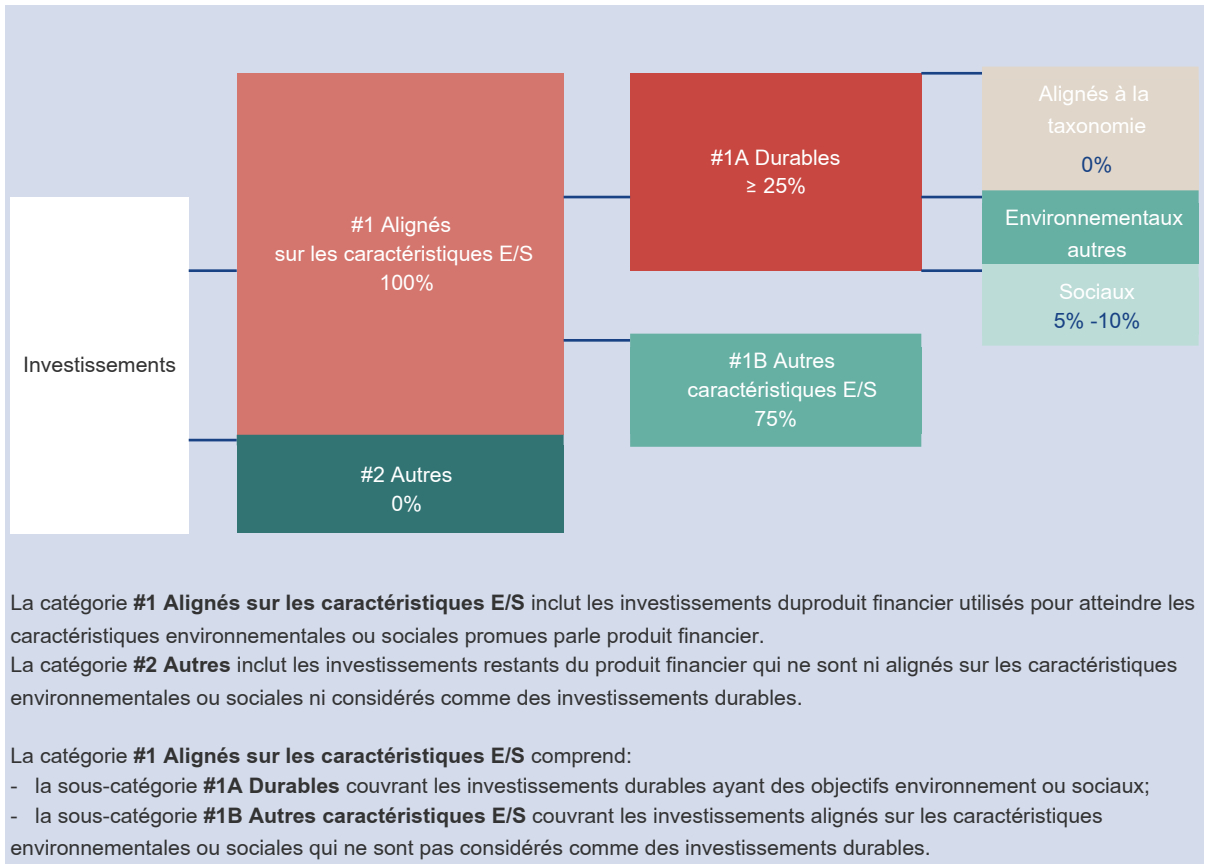 Investissements
#1 Alignés
sur les caractéristiques E/S
100%
#2 Autres
0%
#1A Durables
≥ 25%
#1B Autres
caractéristiques E/S
75%
Alignés à la
taxonomie
0%
Environnementaux
autres
Sociaux
5% -10%
La catégorie #1 Alignés sur les caractéristiques E/S inclut les investissements duproduit financier utilisés pour atteindre les
caractéristiques environnementales ou sociales promues parle produit financier.
La catégorie #2 Autres inclut les investissements restants du produit financier qui ne sont ni alignés sur les caractéristiques
environnementales ou sociales ni considérés comme des investissements durables.
La catégorie #1 Alignés sur les caractéristiques E/S comprend:
- la sous-catégorie #1A Durables couvrant les investissements durables ayant des objectifs environnement ou sociaux;
- la sous-catégorie #1B Autres caractéristiques E/S couvrant les investissements alignés sur les caractéristiques
environnementales ou sociales qui ne sont pas considérés comme des investissements durables.